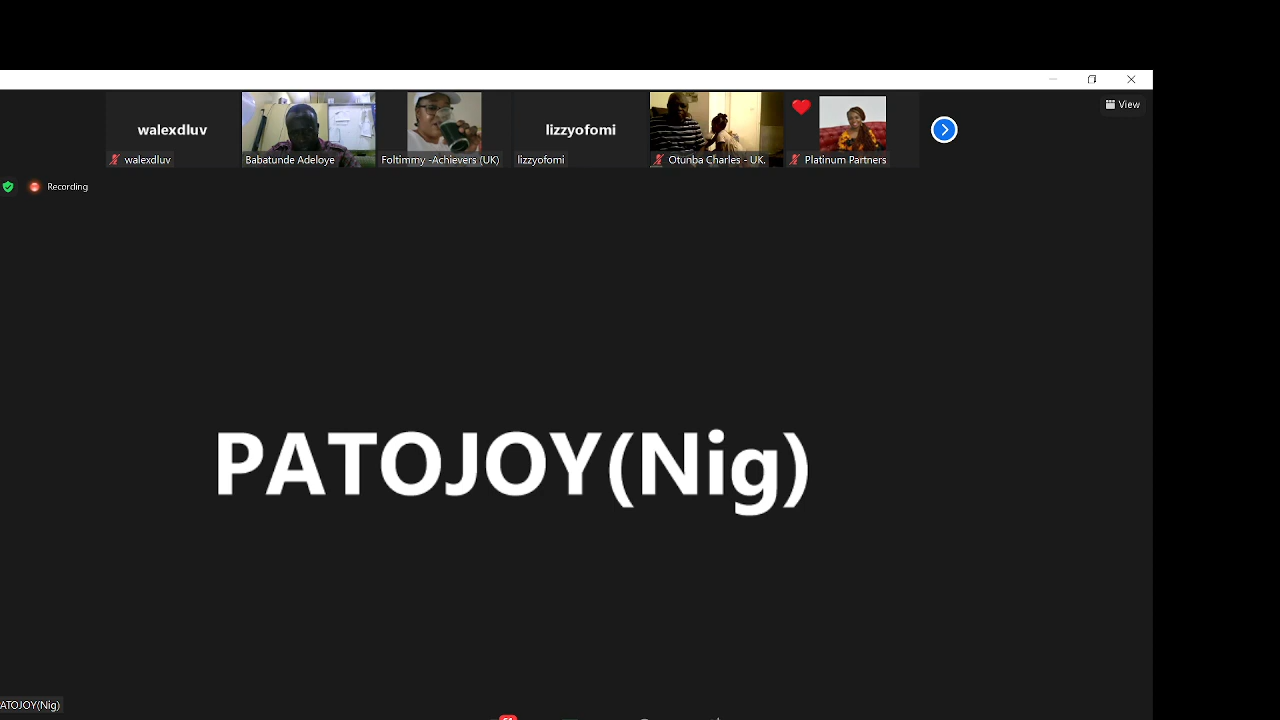 View
walexdluv
lizzyofomi
walexdluv
Babatunde Adeloye
Foltimmy -Achievers (UK)
lizzyofomi
Otunba Charles - UK.
Platinum Partners
Recording
PATOJOY(Nig)
ATOJOY(Nig)